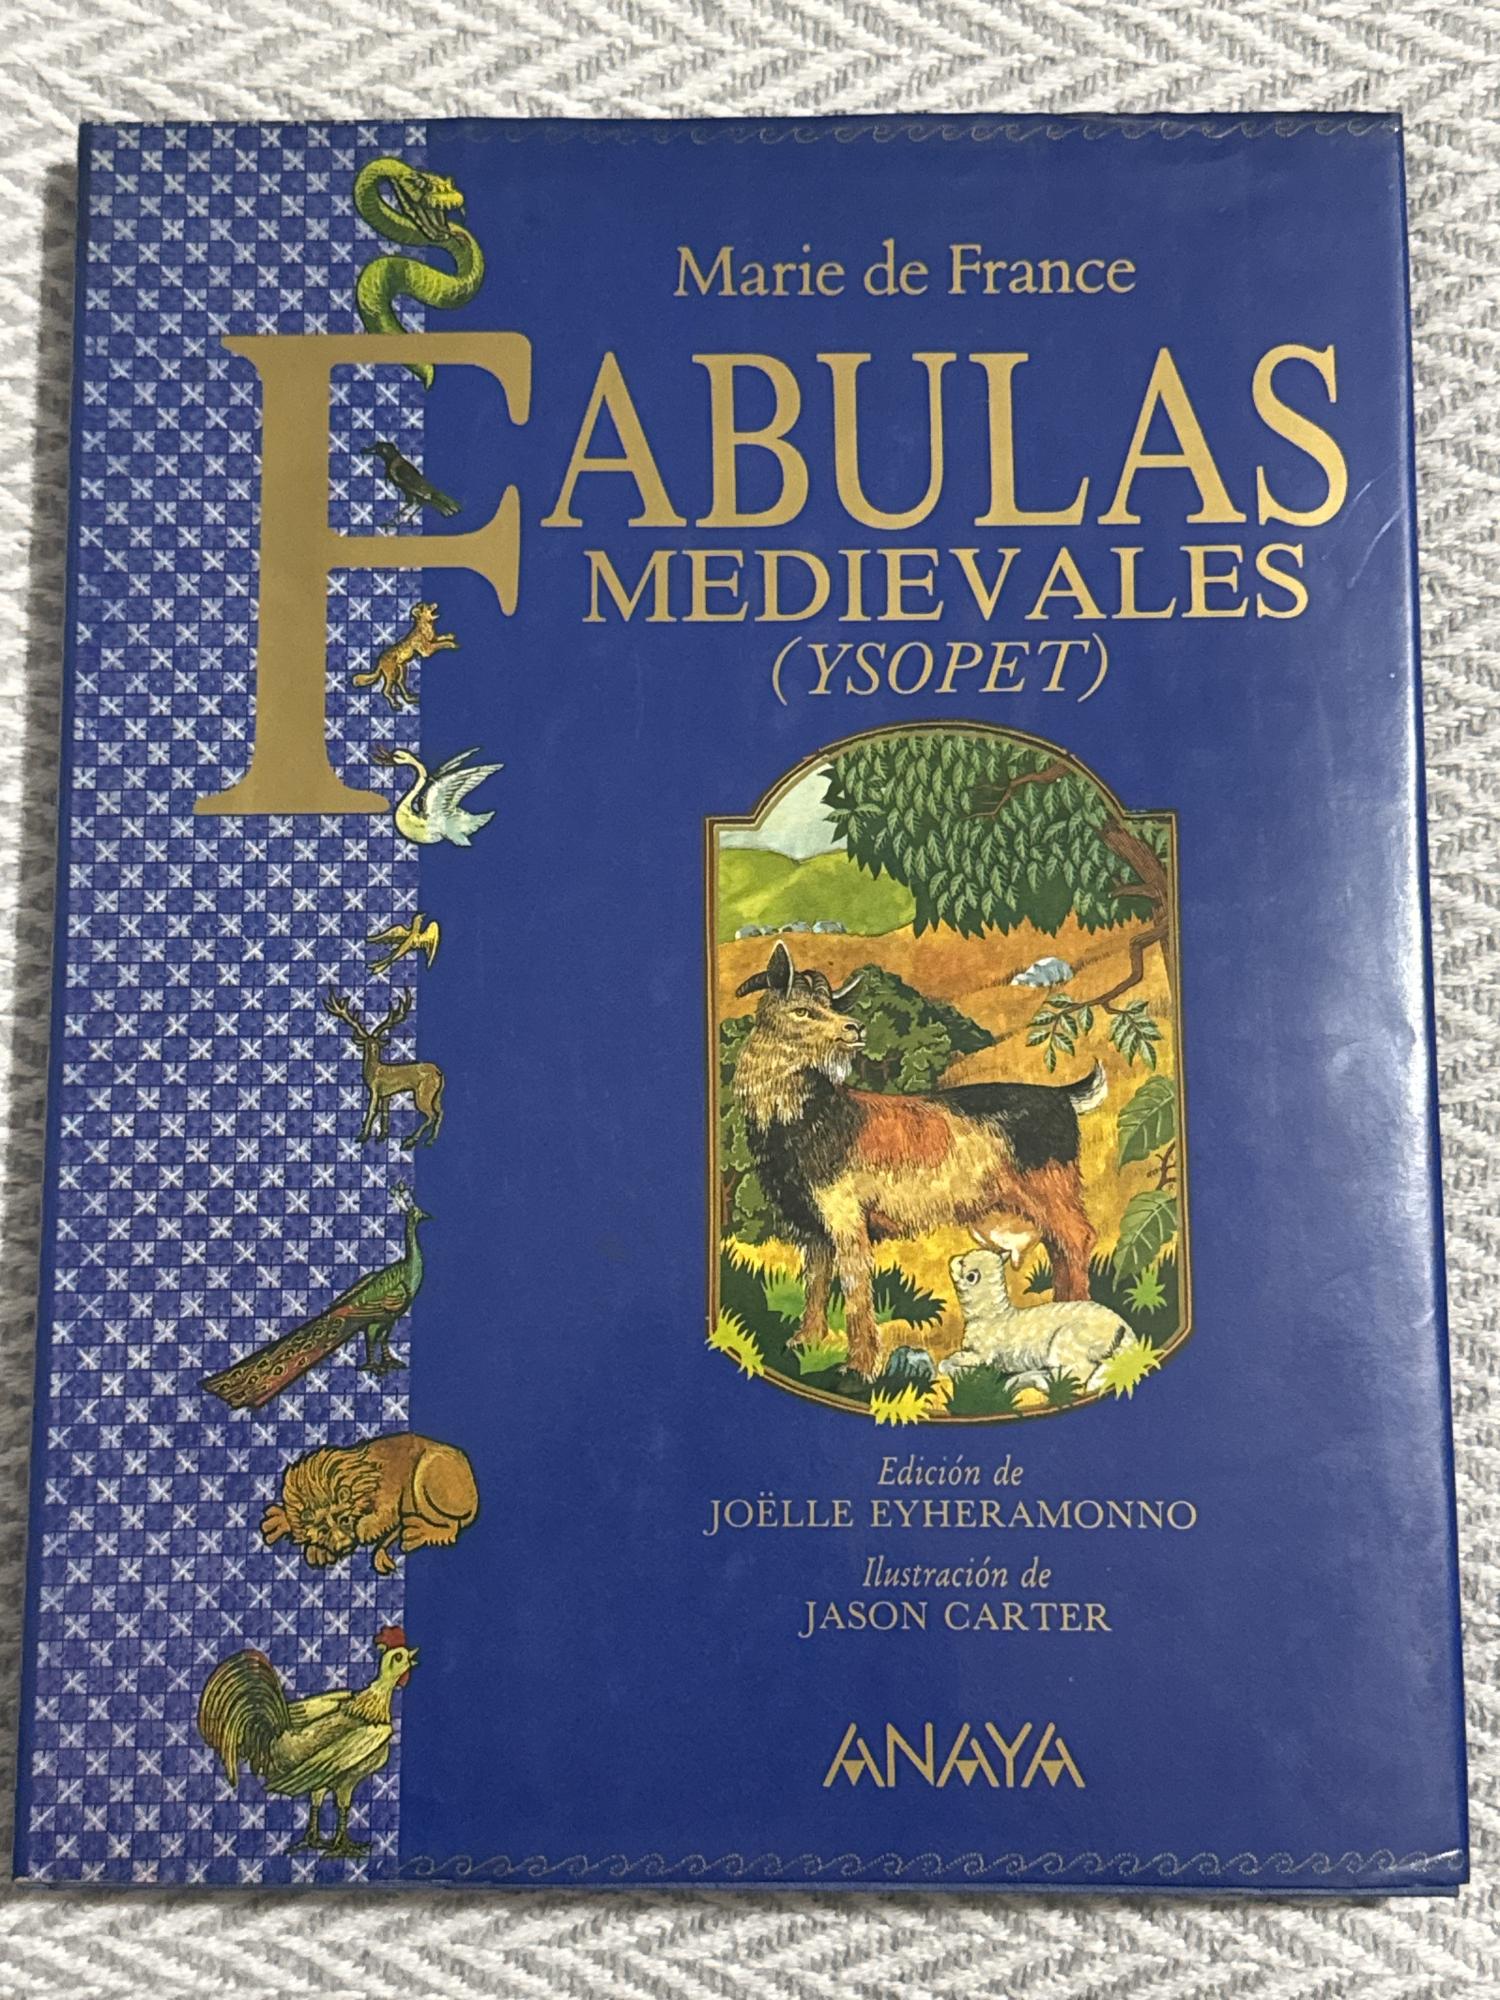 Marie de France
FABULAS
MEDIEVALES
(YSOPET)
Edición de
JOËLLE EYHERAMONNO
Ilustración de
JASON CARTER
ANAYA